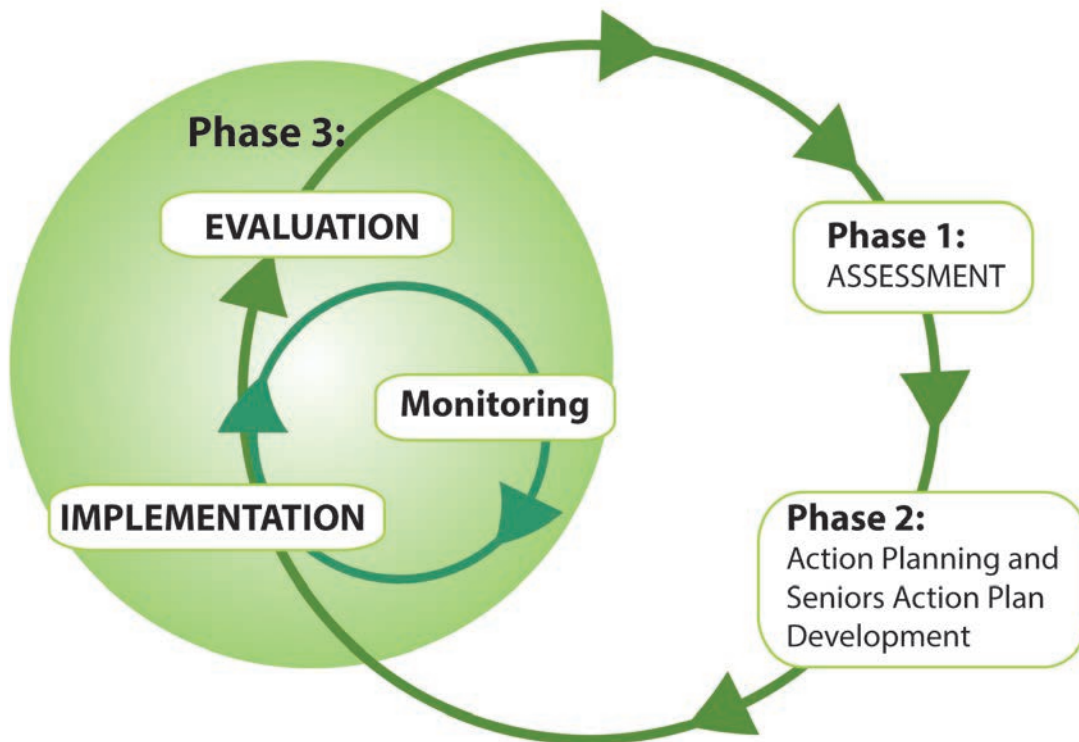 Phase 3:
EVALUATION
Monitoring
IMPLEMENTATION
Phase 1:
ASSESSMENT
Phase 2:
Action Planning and
Seniors Action Plan
Development